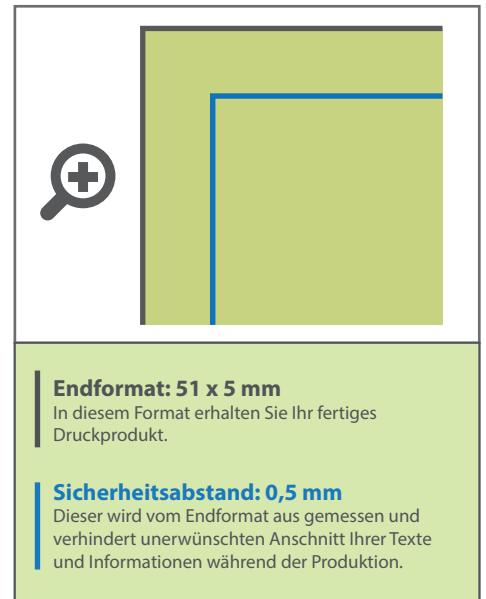 Endformat: 51 x 5 mm
In diesem Format erhalten Sie Ihr fertiges
Druckprodukt.
Sicherheitsabstand: 0,5 mm
Dieser wird vom Endformat aus gemessen und
verhindert unerwünschten Anschnitt Ihrer Texte
und Informationen während der Produktion.